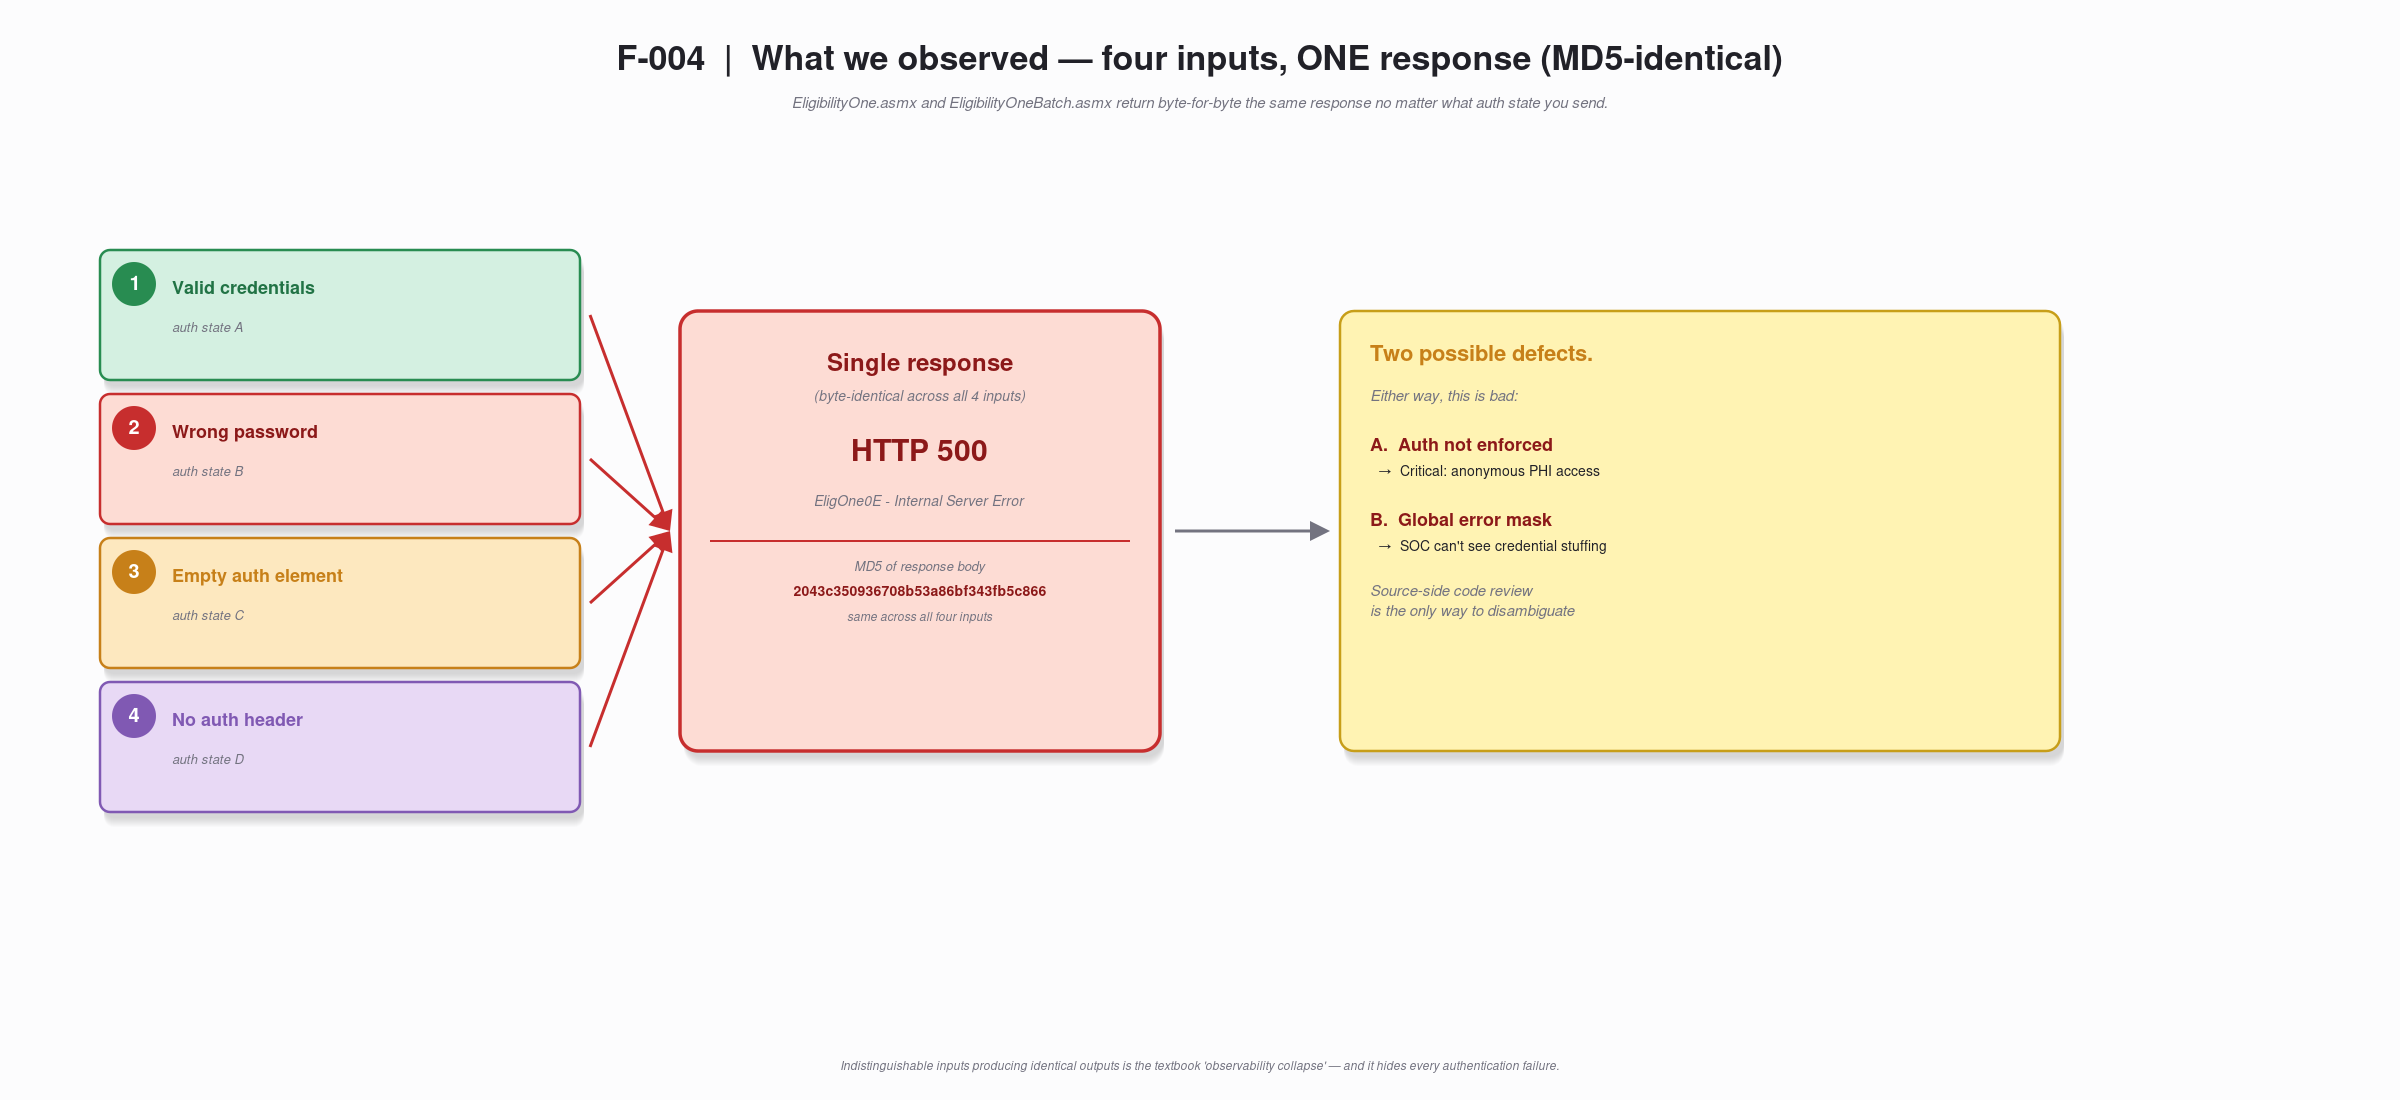 F-004 | What we observed — four inputs, ONE response (MD5-identical)
EligibilityOne.asmx and EligibilityOneBatch.asmx return byte-for-byte the same response no matter what auth state you send.
1 Valid credentials
auth state A
2 Wrong password
auth state B
3 Empty auth element
auth state C
4 No auth header
auth state D
Single response
(byte-identical across all 4 inputs)
HTTP 500
EligOne0E - Internal Server Error
MD5 of response body
2043c350936708b53a86bf343fb5c866
same across all four inputs
Two possible defects.
Either way, this is bad:
A. Auth not enforced
→ Critical: anonymous PHI access
B. Global error mask
→ SOC can't see credential stuffing
Source-side code review
is the only way to disambiguate
Indistinguishable inputs producing identical outputs is the textbook 'observability collapse' — and it hides every authentication failure.